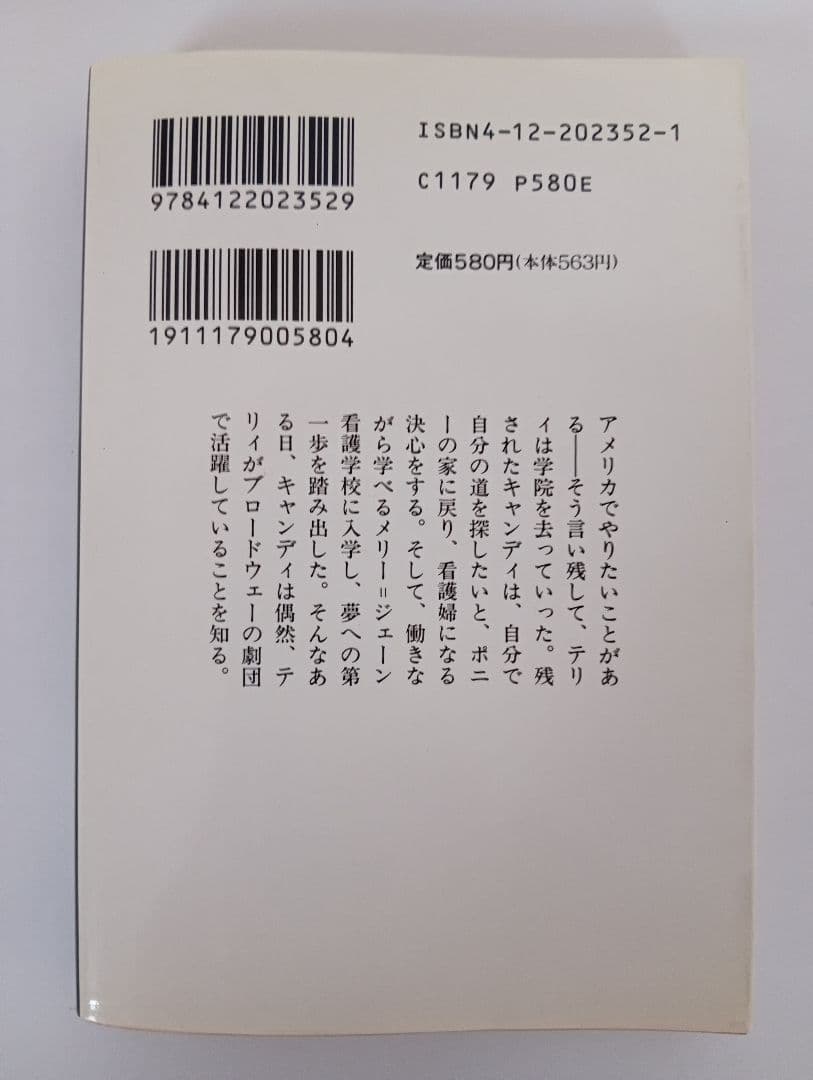 9784122023529
ISBN4-12-202352-1
C1179 P580E
1911179005804
定価580円(本体563円)
アメリカでやりたいことがあ
る――そう言い残して、テリ
ィは学院を去っていった。残
されたキャンディは、自分で
自分の道を探したいと、ポニ
ーの家に戻り、看護婦になる
決心をする。そして、働きな
がら学べるメリー=ジェーン
看護学校に入学し、夢への第
一歩を踏み出した。そんなあ
る日、キャンディは偶然、テ
リィがブロードウェーの劇団
で活躍していることを知る。